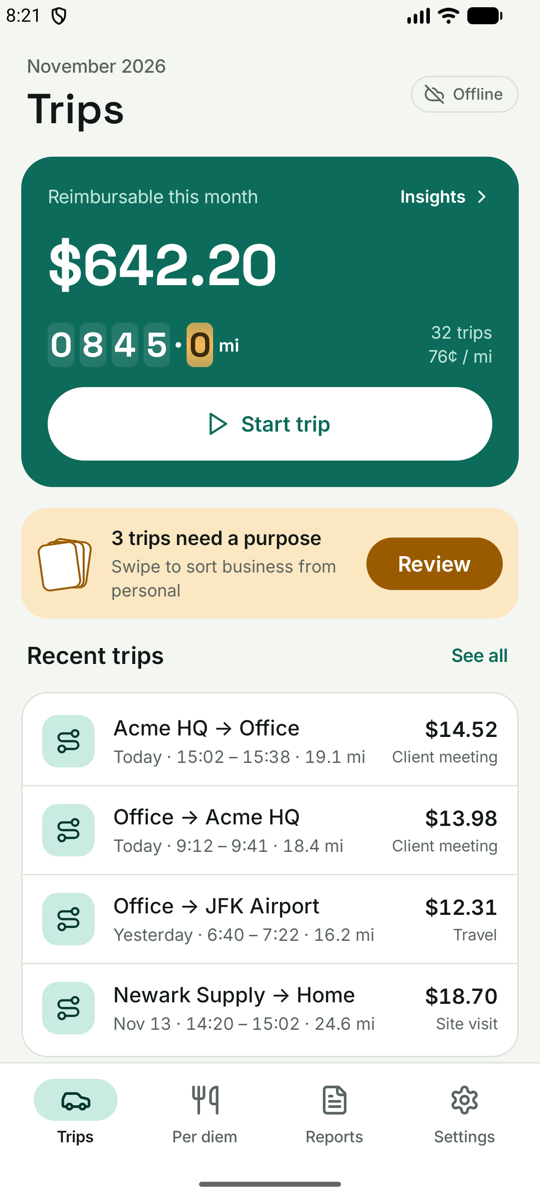 8:21
November 2026
Trips
Offline
Reimbursable this month
Insights
$642.20
0845.0 mi
32 trips
76¢ / mi
Start trip
3 trips need a purpose
Swipe to sort business from
personal
Review
Recent trips
See all
Acme HQ → Office
$14.52
Today · 15:02 – 15:38 · 19.1 mi
Client meeting
Office → Acme HQ
$13.98
Today · 9:12 – 9:41 · 18.4 mi
Client meeting
Office → JFK Airport
$12.31
Yesterday · 6:40 – 7:22 · 16.2 mi
Travel
Newark Supply → Home
$18.70
Nov 13 · 14:20 – 15:02 · 24.6 mi
Site visit
Trips
Per diem
Reports
Settings